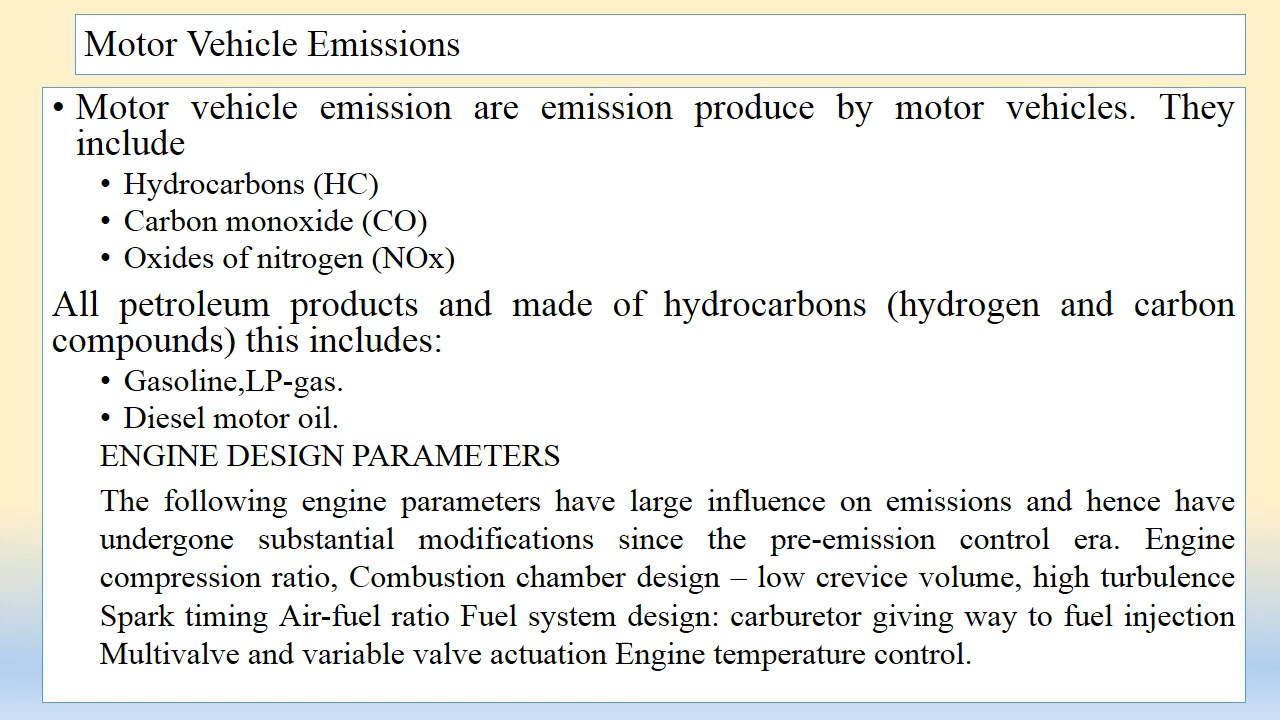 Motor Vehicle Emissions
• Motor vehicle emission are emission produce by motor vehicles. They
include
• Hydrocarbons (HC)
• Carbon monoxide (CO)
• Oxides of nitrogen (NOx)
All petroleum products and made of hydrocarbons (hydrogen and carbon
compounds) this includes:
• Gasoline,LP-gas.
• Diesel motor oil.
ENGINE DESIGN PARAMETERS
The following engine parameters have large influence on emissions and hence have
undergone substantial modifications since the pre-emission control era. Engine
compression ratio, Combustion chamber design – low crevice volume, high turbulence
Spark timing Air-fuel ratio Fuel system design: carburetor giving way to fuel injection
Multivalve and variable valve actuation Engine temperature control.